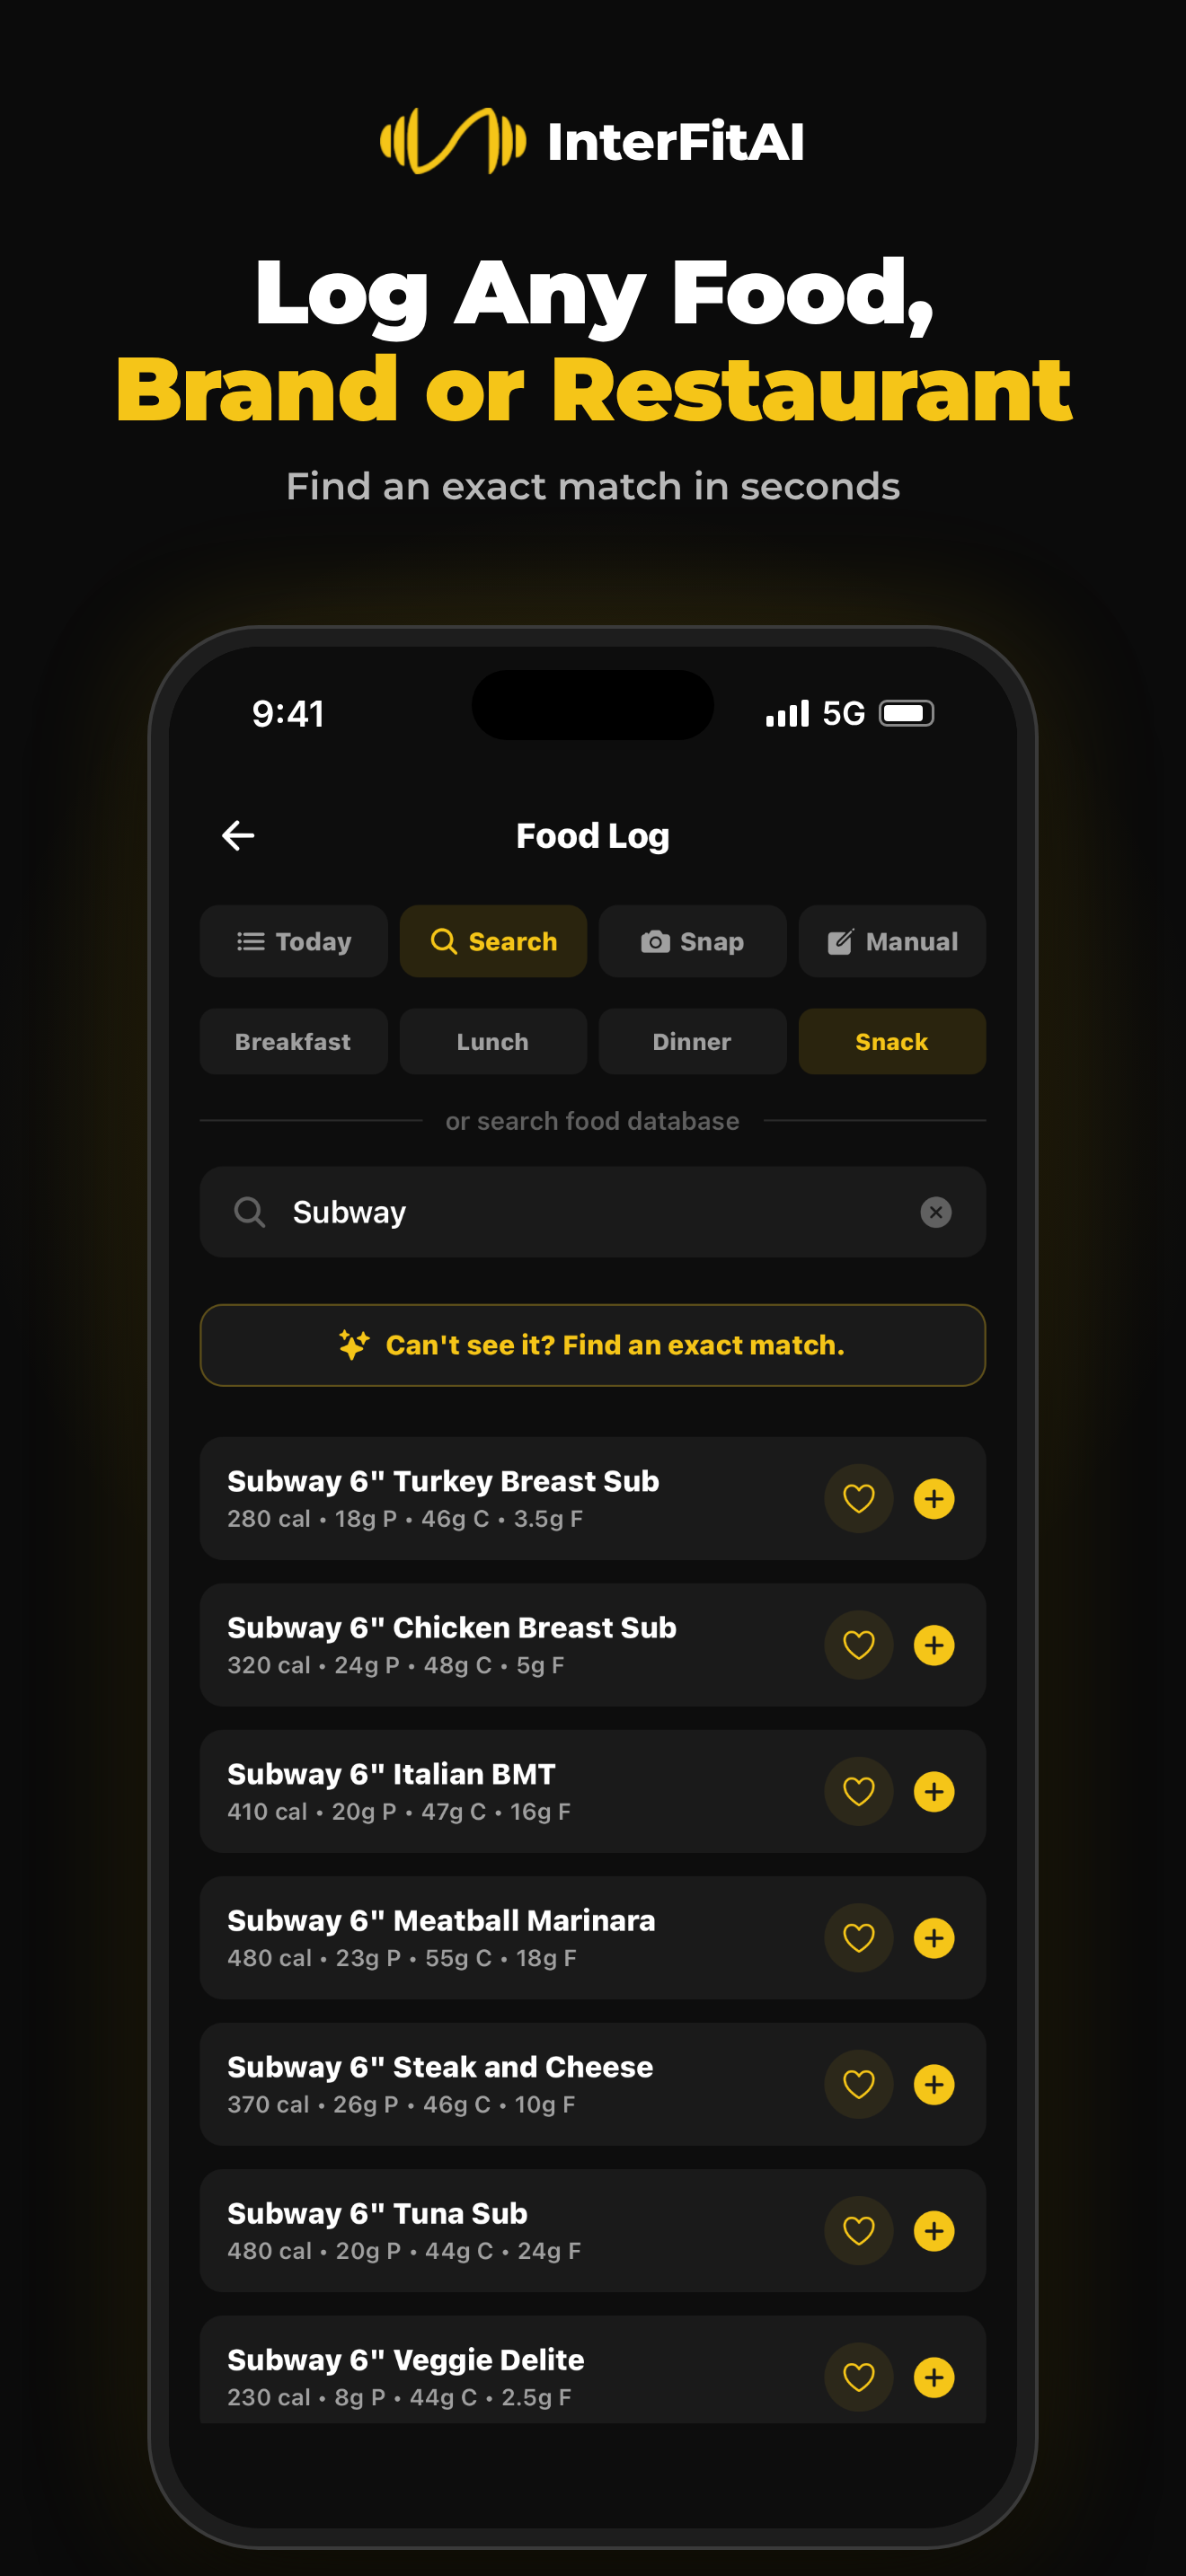 InterFitAI
Log Any Food,
Brand or Restaurant
Find an exact match in seconds
9:41
5G
Food Log
Today
Search
Snap
Manual
Breakfast
Lunch
Dinner
Snack
or search food database
Subway
Can't see it? Find an exact match.
Subway 6" Turkey Breast Sub
280 cal • 18g P • 46g C • 3.5g F
Subway 6" Chicken Breast Sub
320 cal • 24g P • 48g C • 5g F
Subway 6" Italian BMT
410 cal • 20g P • 47g C • 16g F
Subway 6" Meatball Marinara
480 cal • 23g P • 55g C • 18g F
Subway 6" Steak and Cheese
370 cal • 26g P • 46g C • 10g F
Subway 6" Tuna Sub
480 cal • 20g P • 44g C • 24g F
Subway 6" Veggie Delite
230 cal • 8g P • 44g C • 2.5g F